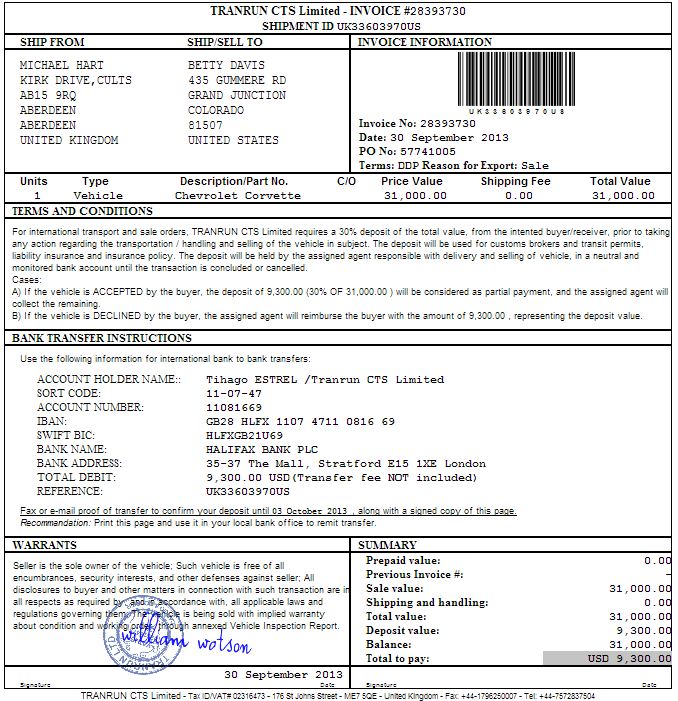 TRANRUN CTS Limited - INVOICE #28393730
SHIPMENT ID UK33603970US
SHIP FROM SHIP/SELL TO INVOICE INFORMATION
MICHAEL HART BETTY DAVIS
KIRK DRIVE,CULTS 435 GUMMERE RD
AB15 9RQ GRAND JUNCTION
ABERDEEN COLORADO
ABERDEEN 81507
UNITED KINGDOM UNITED STATES
UK33603970US
Invoice No: 28393730
Date: 30 September 2013
PO No: 57741005
Terms: DDP Reason for Export: Sale
Units Type Description/Part No. C/O Price Value Shipping Fee Total Value
1 Vehicle Chevrolet Corvette 31,000.00 0.00 31,000.00
TERMS AND CONDITIONS
For international transport and sale orders, TRANRUN CTS Limited requires a 30% deposit of the total value, from the intented buyer/receiver, prior to taking
any action regarding the transportation / handling and selling of the vehicle in subject. The deposit will be used for customs brokers and transit permits,
liability insurance and insurance policy. The deposit will be held by the assigned agent responsible with delivery and selling of vehicle, in a neutral and
monitored bank account until the transaction is concluded or cancelled.
Cases:
A) If the vehicle is ACCEPTED by the buyer, the deposit of 9,300.00 (30% OF 31,000.00 ) will be considered as partial payment, and the assigned agent will
collect the remaining.
B) If the vehicle is DECLINED by the buyer, the assigned agent will reimburse the buyer with the amount of 9,300.00 , representing the deposit value.
BANK TRANSFER INSTRUCTIONS
Use the following information for international bank to bank transfers:
ACCOUNT HOLDER NAME:: Tihago ESTREL /Tranrun CTS Limited
SORT CODE: 11-07-47
ACCOUNT NUMBER: 11081669
IBAN: GB28 HLFX 1107 4711 0816 69
SWIFT BIC: HLFXGB21U69
BANK NAME: HALIFAX BANK PLC
BANK ADDRESS: 35-37 The Mall, Stratford E15 1XE London
TOTAL DEBIT: 9,300.00 USD(Transfer fee NOT included)
REFERENCE: UK33603970US
Fax or e-mail proof of transfer to confirm your deposit until 03 October 2013 , along with a signed copy of this page.
Recommendation: Print this page and use it in your local bank office to remit transfer.
WARRANTS
Seller is the sole owner of the vehicle; Such vehicle is free of all
encumbrances, security interests, and other defenses against seller; All
disclosures to buyer and other matters in connection with such transaction are in
all respects as required by, and is accordance with, all applicable laws and
regulations governing them. The vehicle is being sold with implied warranty
about condition and working order, through annexed Vehicle Inspection Report.
william wotson
30 September 2013
Signature Date
SUMMARY
Prepaid value: 0.00
Previous Invoice #: –
Sale value: 31,000.00
Shipping and handling: 0.00
Total value: 31,000.00
Deposit value: 9,300.00
Balance: 31,000.00
Total to pay: USD 9,300.00
Signature Date
TRANRUN CTS Limited - Tax ID/VAT# 02316473 - 176 St Johns Street - ME7 5QE - United Kingdom - Fax: +44-1796250007 - Tel: +44-7572837504